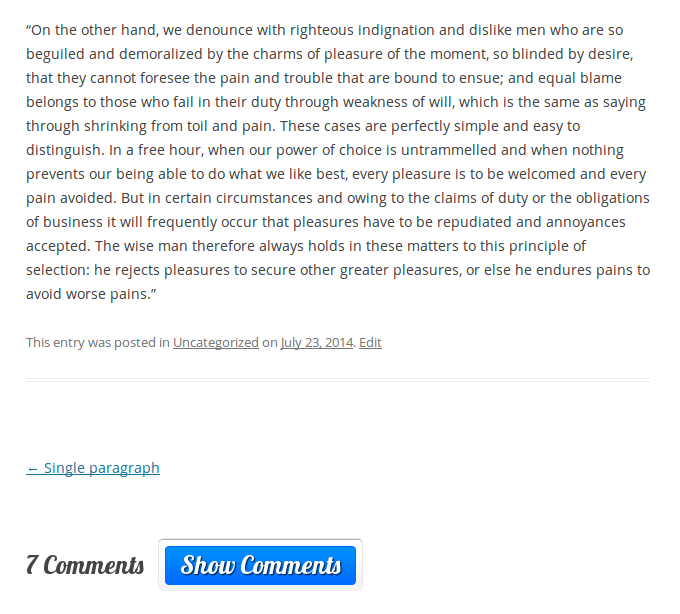 “On the other hand, we denounce with righteous indignation and dislike men who are so
beguiled and demoralized by the charms of pleasure of the moment, so blinded by desire,
that they cannot foresee the pain and trouble that are bound to ensue; and equal blame
belongs to those who fail in their duty through weakness of will, which is the same as saying
through shrinking from toil and pain. These cases are perfectly simple and easy to
distinguish. In a free hour, when our power of choice is untrammelled and when nothing
prevents our being able to do what we like best, every pleasure is to be welcomed and every
pain avoided. But in certain circumstances and owing to the claims of duty or the obligations
of business it will frequently occur that pleasures have to be repudiated and annoyances
accepted. The wise man therefore always holds in these matters to this principle of
selection: he rejects pleasures to secure other greater pleasures, or else he endures pains to
avoid worse pains.”
This entry was posted in Uncategorized on July 23, 2014. Edit
← Single paragraph
7 Comments Show Comments